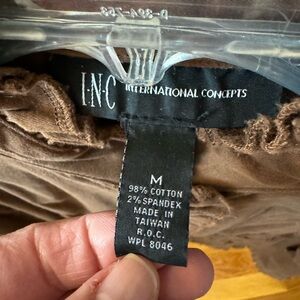 I·N·C INTERNATIONAL CONCEPTS
M
98% COTTON
2% SPANDEX
MADE IN
TAIWAN
R.O.C.
WPL 8046